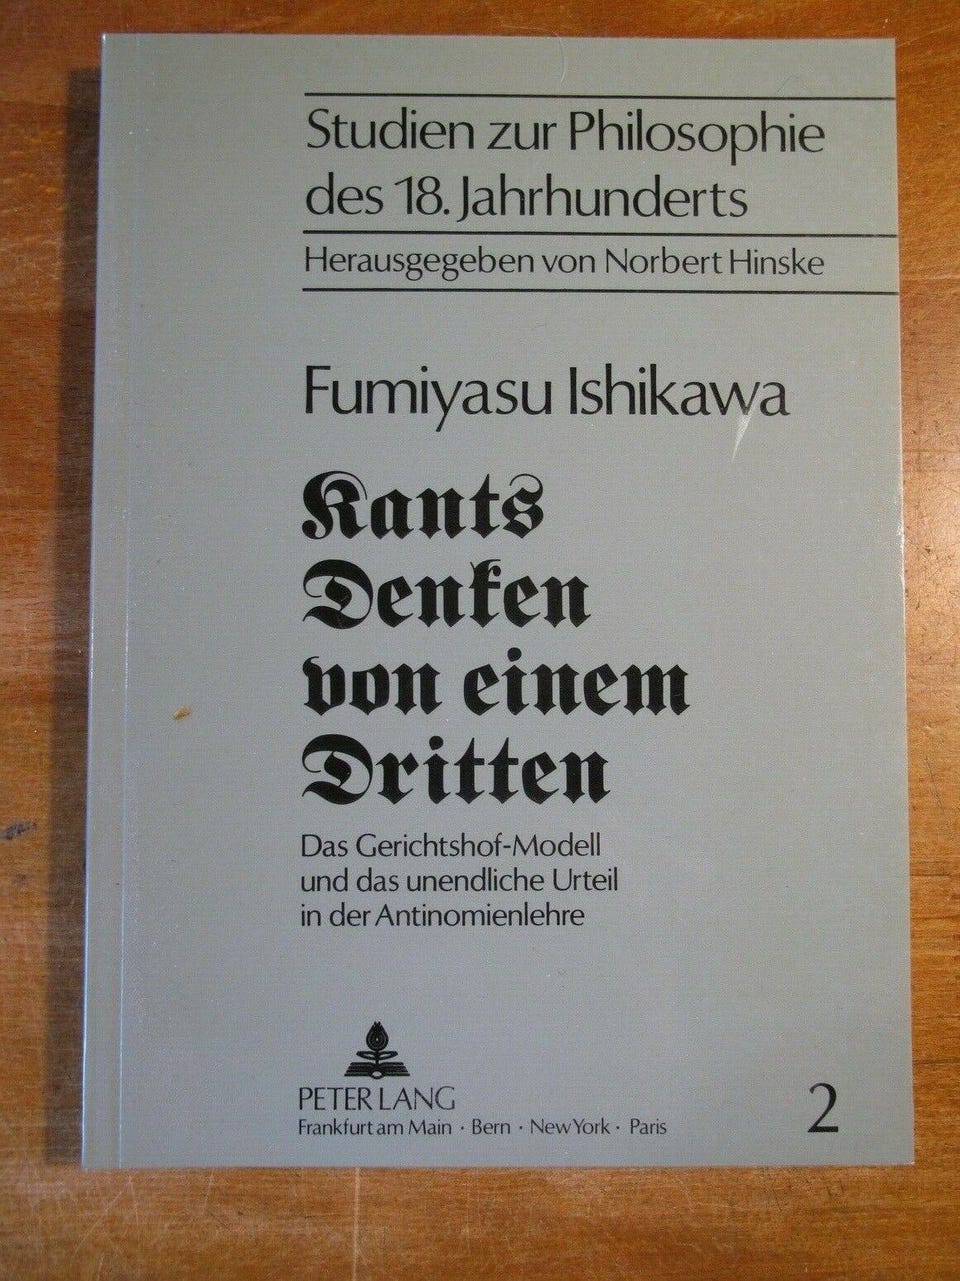 Studien zur Philosophie
des 18. Jahrhunderts
Herausgegeben von Norbert Hinske
Fumiyasu Ishikawa
Kants
Denken
von einem
Dritten
Das Gerichtshof-Modell
und das unendliche Urteil
in der Antinomienlehre
PETER LANG
Frankfurt am Main · Bern · New York · Paris
2